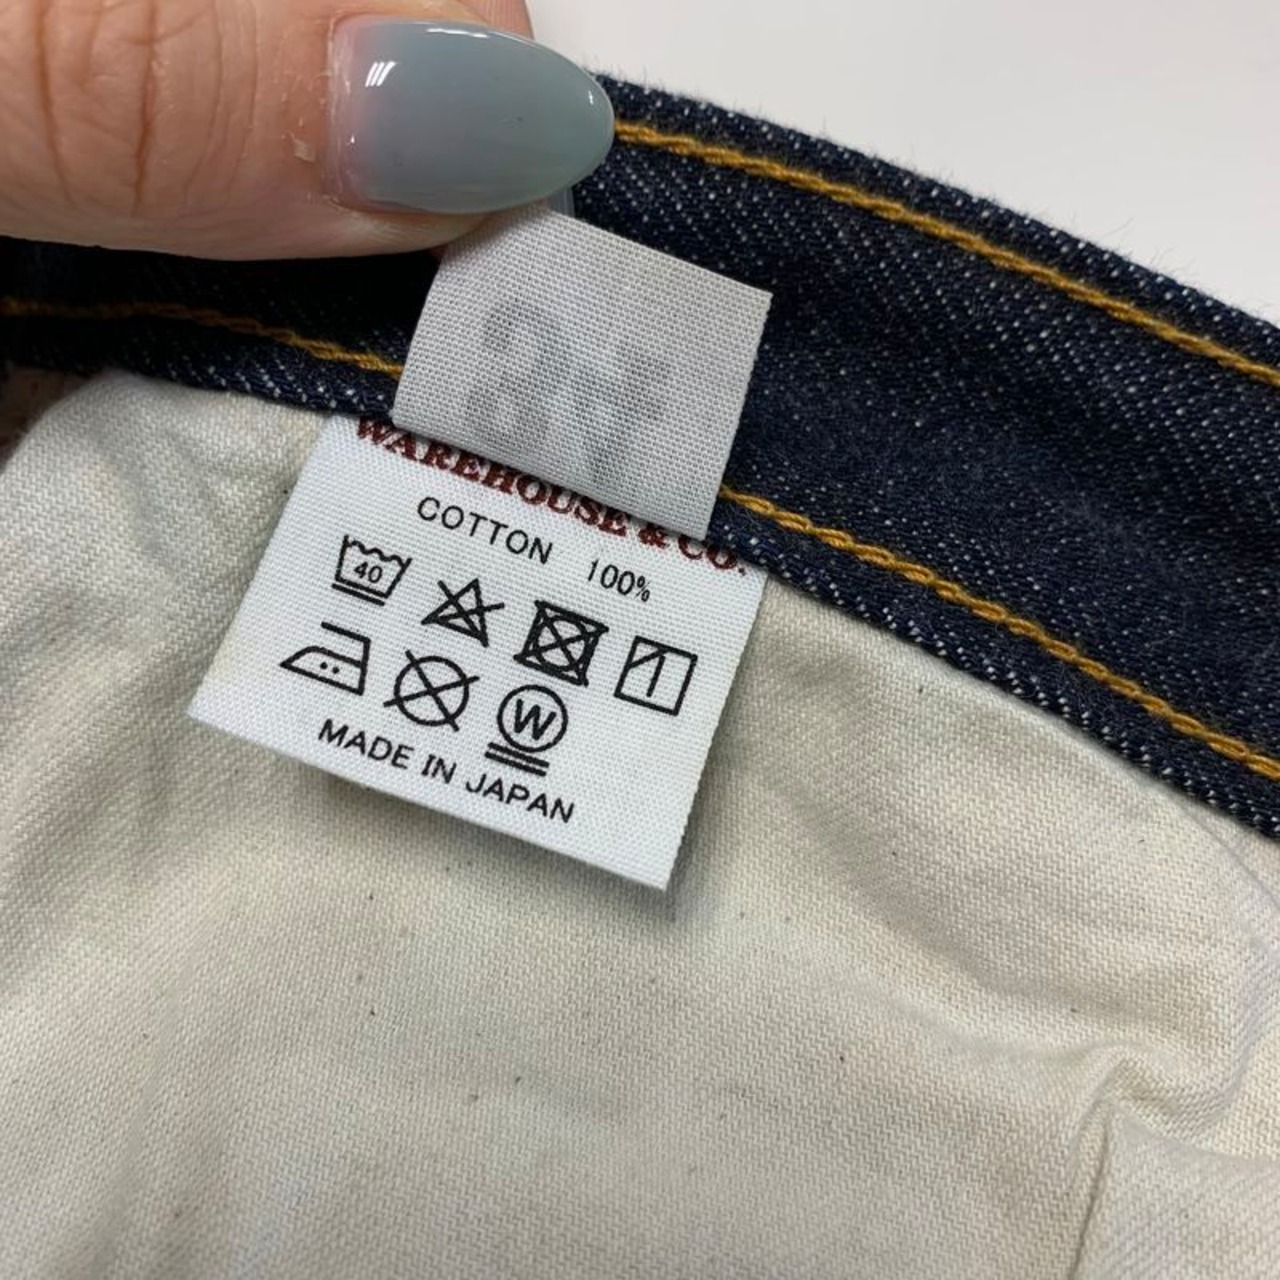 WAREHOUSE & CO.
COTTON 100%
40
W
MADE IN JAPAN